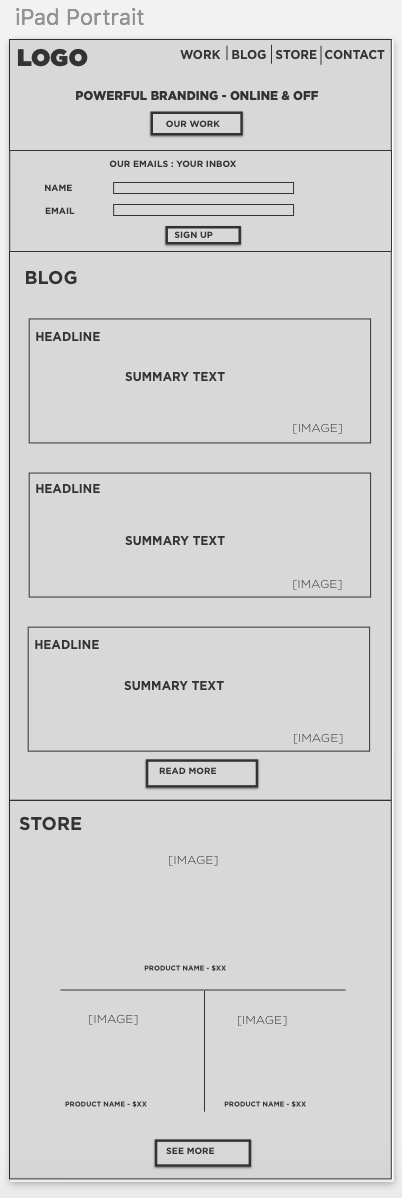 iPad Portrait
LOGO
WORK | BLOG | STORE | CONTACT
POWERFUL BRANDING - ONLINE & OFF
OUR WORK
OUR EMAILS : YOUR INBOX
NAME
EMAIL
SIGN UP
BLOG
HEADLINE
SUMMARY TEXT
[IMAGE]
HEADLINE
SUMMARY TEXT
[IMAGE]
HEADLINE
SUMMARY TEXT
[IMAGE]
READ MORE
STORE
[IMAGE]
PRODUCT NAME - $XX
[IMAGE] [IMAGE]
PRODUCT NAME - $XX PRODUCT NAME - $XX
SEE MORE